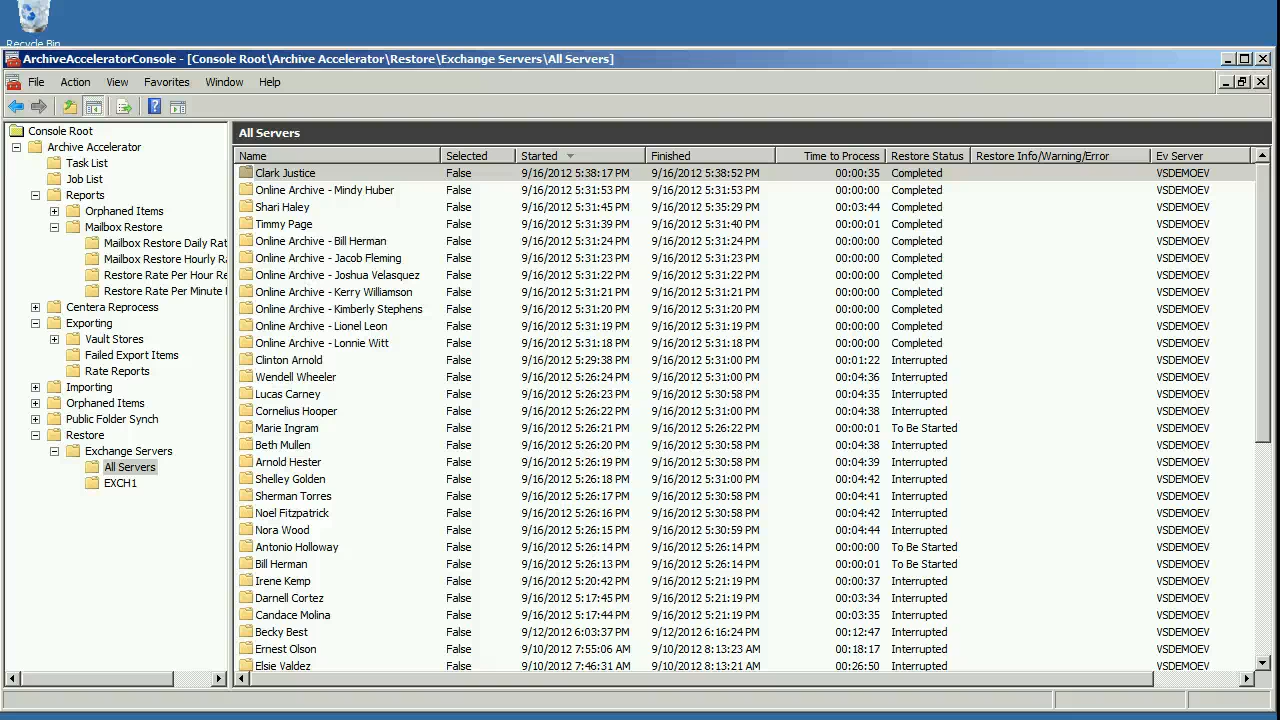 Recycle Bin
ArchiveAcceleratorConsole - [Console Root\Archive Accelerator\Restore\Exchange Servers\All Servers]
File Action View Favorites Window Help
Console Root
Archive Accelerator
Task List
Job List
Reports
Orphaned Items
Mailbox Restore
Mailbox Restore Daily Rat
Mailbox Restore Hourly Ra
Restore Rate Per Hour Re
Restore Rate Per Minute
Centera Reprocess
Exporting
Vault Stores
Failed Export Items
Rate Reports
Importing
Orphaned Items
Public Folder Synch
Restore
Exchange Servers
All Servers
EXCH1
All Servers
Name Selected Started Finished Time to Process Restore Status Restore Info/Warning/Error Ev Server
Clark Justice False 9/16/2012 5:38:17 PM 9/16/2012 5:38:52 PM 00:00:35 Completed VSDEMOEV
Online Archive - Mindy Huber False 9/16/2012 5:31:53 PM 9/16/2012 5:31:53 PM 00:00:00 Completed VSDEMOEV
Shari Haley False 9/16/2012 5:31:45 PM 9/16/2012 5:35:29 PM 00:03:44 Completed VSDEMOEV
Timmy Page False 9/16/2012 5:31:39 PM 9/16/2012 5:31:40 PM 00:00:01 Completed VSDEMOEV
Online Archive - Bill Herman False 9/16/2012 5:31:24 PM 9/16/2012 5:31:24 PM 00:00:00 Completed VSDEMOEV
Online Archive - Jacob Fleming False 9/16/2012 5:31:23 PM 9/16/2012 5:31:23 PM 00:00:00 Completed VSDEMOEV
Online Archive - Joshua Velasquez False 9/16/2012 5:31:22 PM 9/16/2012 5:31:22 PM 00:00:00 Completed VSDEMOEV
Online Archive - Kerry Williamson False 9/16/2012 5:31:21 PM 9/16/2012 5:31:21 PM 00:00:00 Completed VSDEMOEV
Online Archive - Kimberly Stephens False 9/16/2012 5:31:20 PM 9/16/2012 5:31:20 PM 00:00:00 Completed VSDEMOEV
Online Archive - Lionel Leon False 9/16/2012 5:31:19 PM 9/16/2012 5:31:19 PM 00:00:00 Completed VSDEMOEV
Online Archive - Lonnie Witt False 9/16/2012 5:31:18 PM 9/16/2012 5:31:18 PM 00:00:00 Completed VSDEMOEV
Clinton Arnold False 9/16/2012 5:29:38 PM 9/16/2012 5:31:00 PM 00:01:22 Interrupted VSDEMOEV
Wendell Wheeler False 9/16/2012 5:26:24 PM 9/16/2012 5:31:00 PM 00:04:36 Interrupted VSDEMOEV
Lucas Carney False 9/16/2012 5:26:23 PM 9/16/2012 5:30:58 PM 00:04:35 Interrupted VSDEMOEV
Cornelius Hooper False 9/16/2012 5:26:22 PM 9/16/2012 5:31:00 PM 00:04:38 Interrupted VSDEMOEV
Marie Ingram False 9/16/2012 5:26:21 PM 9/16/2012 5:26:22 PM 00:00:01 To Be Started VSDEMOEV
Beth Mullen False 9/16/2012 5:26:20 PM 9/16/2012 5:30:58 PM 00:04:38 Interrupted VSDEMOEV
Arnold Hester False 9/16/2012 5:26:19 PM 9/16/2012 5:30:58 PM 00:04:39 Interrupted VSDEMOEV
Shelley Golden False 9/16/2012 5:26:18 PM 9/16/2012 5:31:00 PM 00:04:42 Interrupted VSDEMOEV
Sherman Torres False 9/16/2012 5:26:17 PM 9/16/2012 5:30:58 PM 00:04:41 Interrupted VSDEMOEV
Noel Fitzpatrick False 9/16/2012 5:26:16 PM 9/16/2012 5:30:58 PM 00:04:42 Interrupted VSDEMOEV
Nora Wood False 9/16/2012 5:26:15 PM 9/16/2012 5:30:59 PM 00:04:44 Interrupted VSDEMOEV
Antonio Holloway False 9/16/2012 5:26:14 PM 9/16/2012 5:26:14 PM 00:00:00 To Be Started VSDEMOEV
Bill Herman False 9/16/2012 5:26:13 PM 9/16/2012 5:26:14 PM 00:00:01 To Be Started VSDEMOEV
Irene Kemp False 9/16/2012 5:20:42 PM 9/16/2012 5:21:19 PM 00:00:37 Interrupted VSDEMOEV
Darnell Cortez False 9/16/2012 5:17:45 PM 9/16/2012 5:21:19 PM 00:03:34 Interrupted VSDEMOEV
Candace Molina False 9/16/2012 5:17:44 PM 9/16/2012 5:21:19 PM 00:03:35 Interrupted VSDEMOEV
Becky Best False 9/12/2012 6:03:37 PM 9/12/2012 6:16:24 PM 00:12:47 Interrupted VSDEMOEV
Ernest Olson False 9/10/2012 7:55:06 AM 9/10/2012 8:13:23 AM 00:18:17 Interrupted VSDEMOEV
Elsie Valdez False 9/10/2012 7:46:31 AM 9/10/2012 8:13:21 AM 00:26:50 Interrupted VSDEMOEV